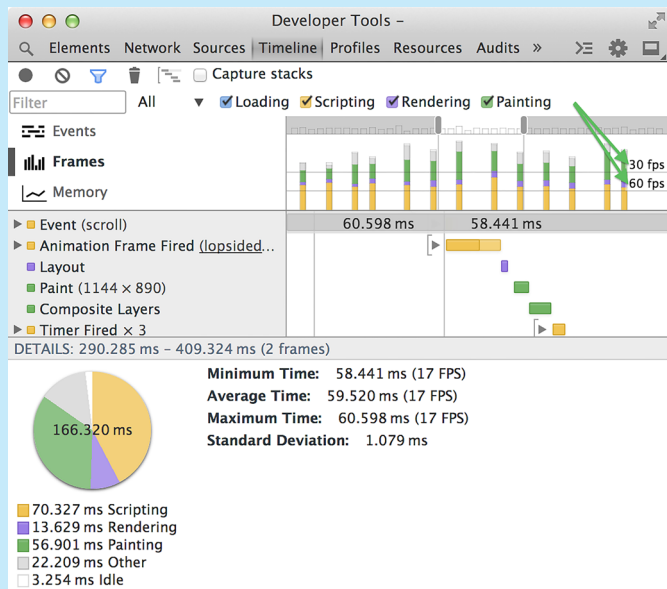 Developer Tools –
Elements Network Sources Timeline Profiles Resources Audits »
Capture stacks
Filter All Loading Scripting Rendering Painting
Events
Frames
Memory
30 fps
60 fps
Event (scroll) 60.598 ms 58.441 ms
Animation Frame Fired (lopsided...
Layout
Paint (1144 × 890)
Composite Layers
Timer Fired × 3
DETAILS: 290.285 ms – 409.324 ms (2 frames)
166.320 ms
Minimum Time: 58.441 ms (17 FPS)
Average Time: 59.520 ms (17 FPS)
Maximum Time: 60.598 ms (17 FPS)
Standard Deviation: 1.079 ms
70.327 ms Scripting
13.629 ms Rendering
56.901 ms Painting
22.209 ms Other
3.254 ms Idle